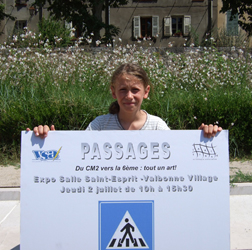 vsa
PASSAGES
Du CM2 vers la 6ème : tout un art!
Expo Salle Saint-Esprit -Valbonne Village
Jeudi 2 juillet de 10h à 15h30